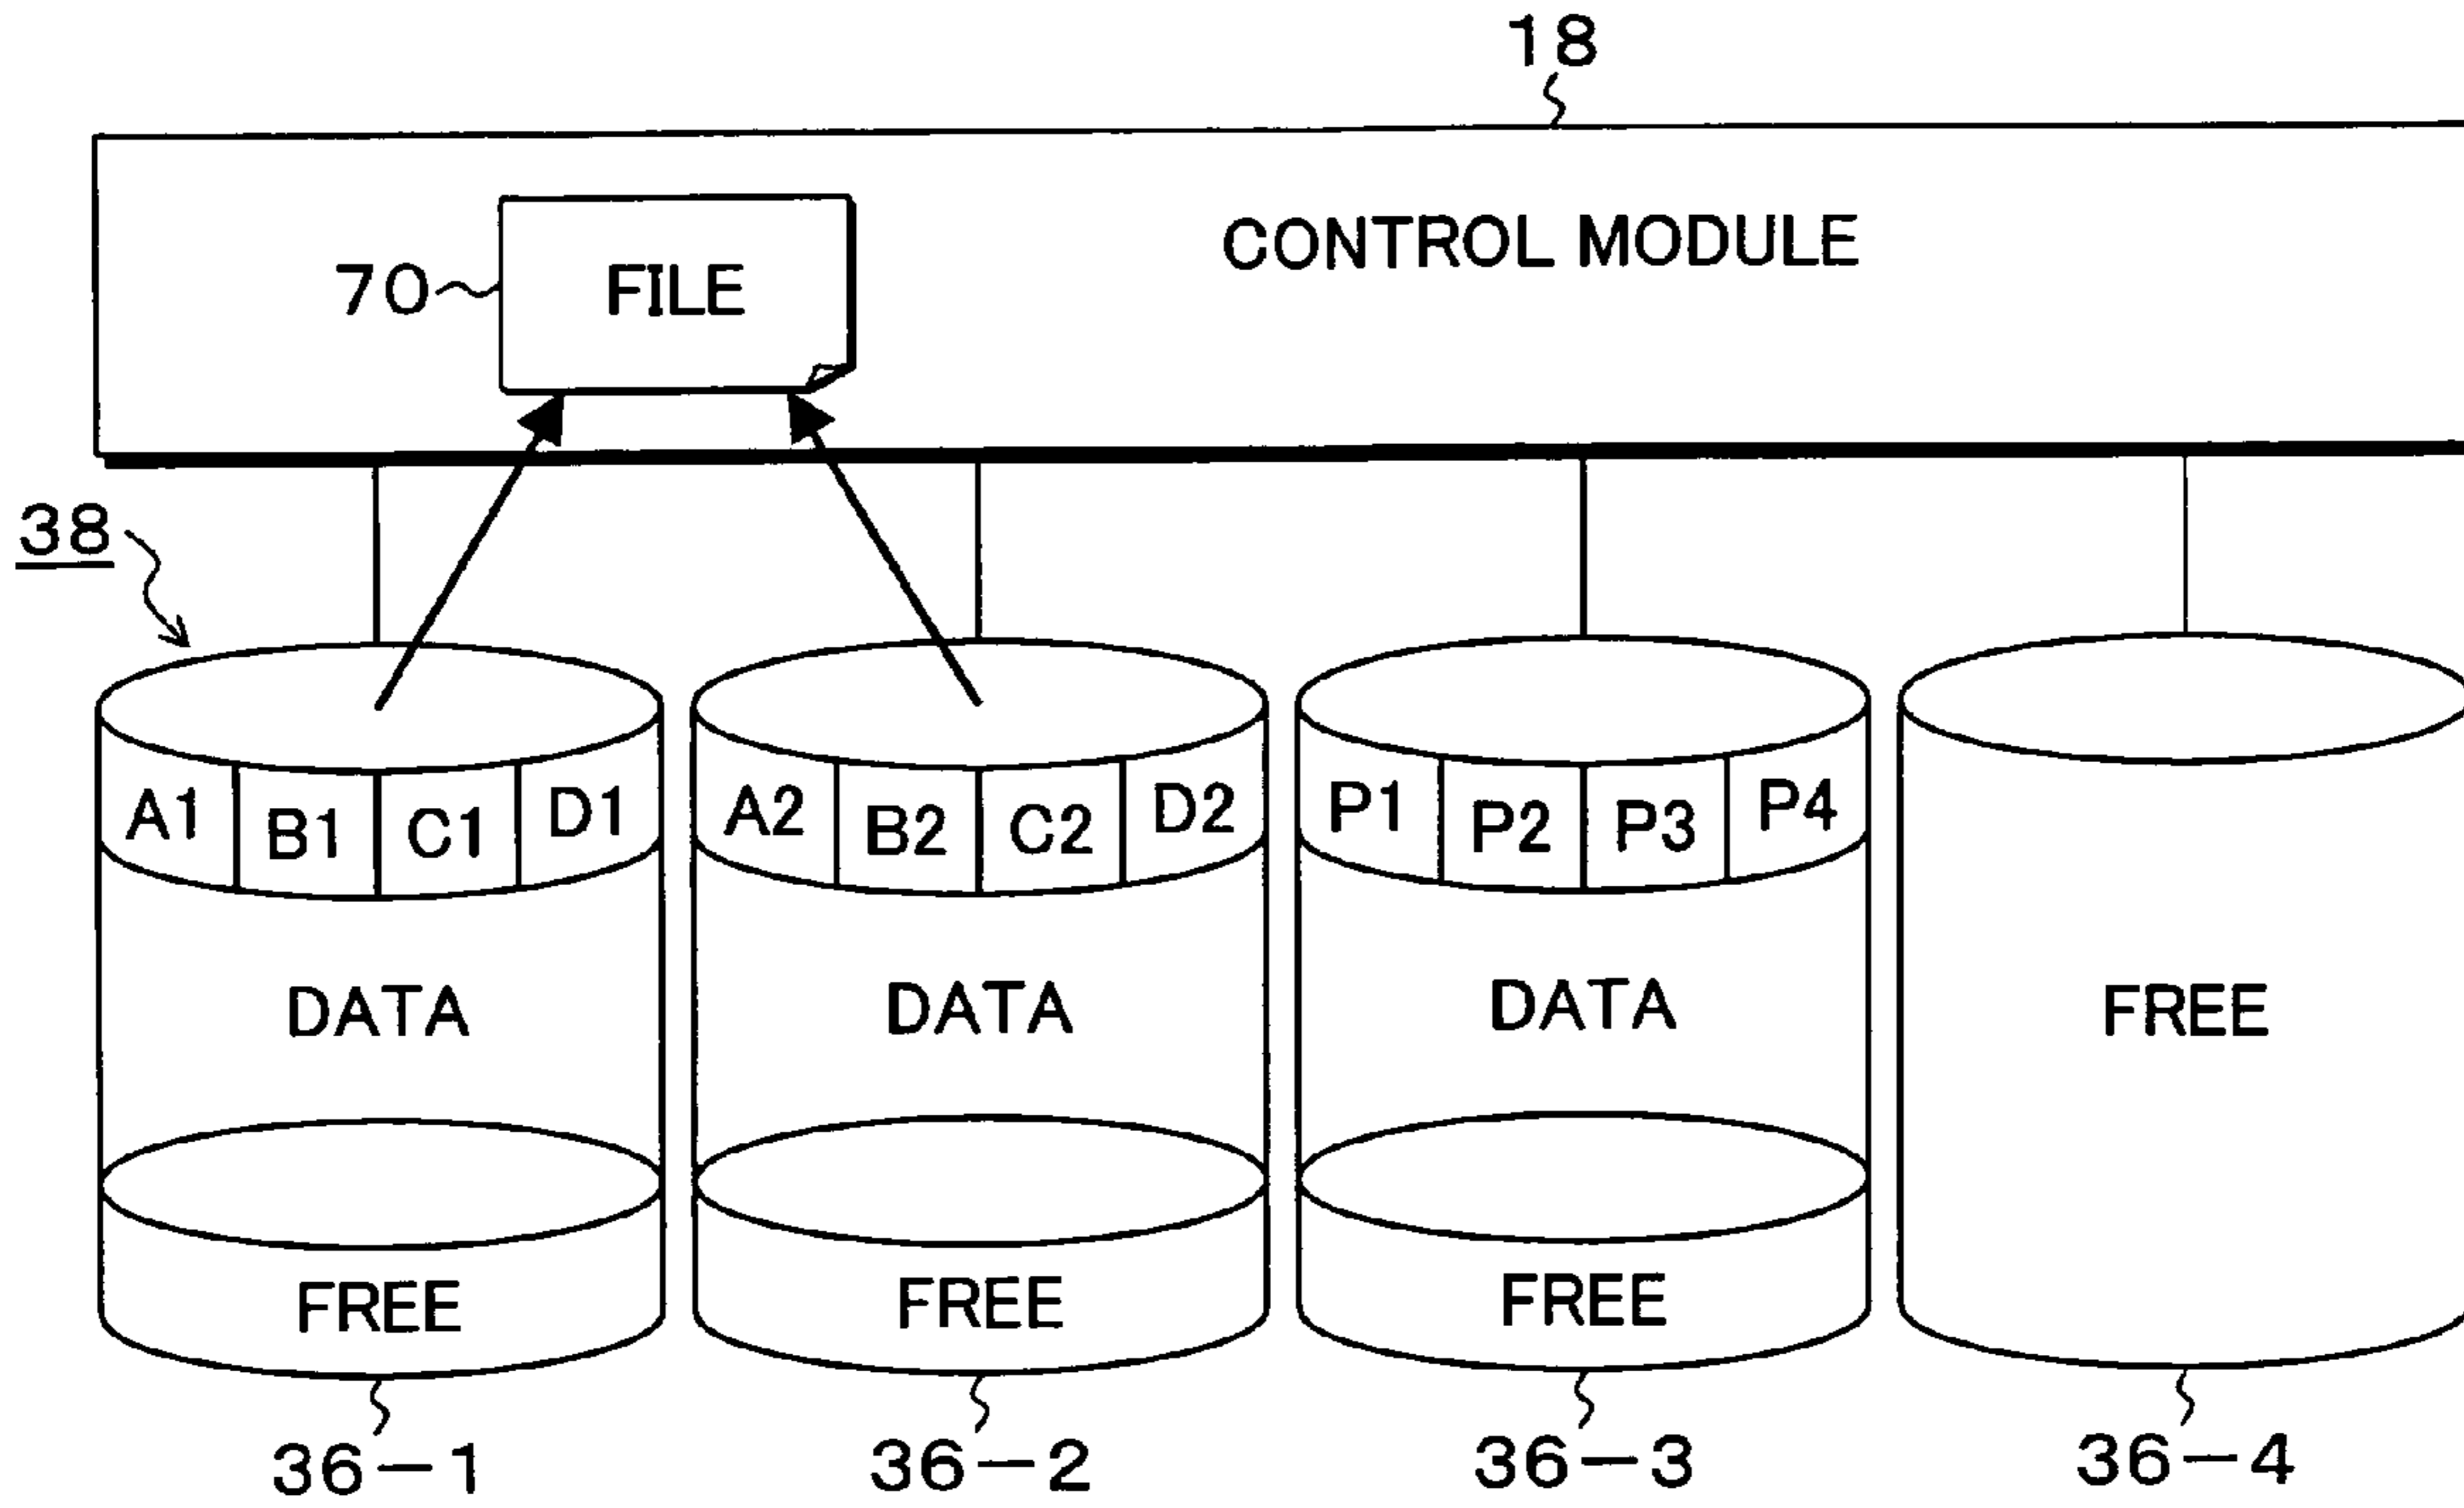 18
CONTROL MODULE
70
FILE
38
A1 B1 C1 D1
A2 B2 C2 D2
P1 P2 P3 P4
DATA
DATA
DATA
FREE
FREE
FREE
FREE
36-1
36-2
36-3
36-4